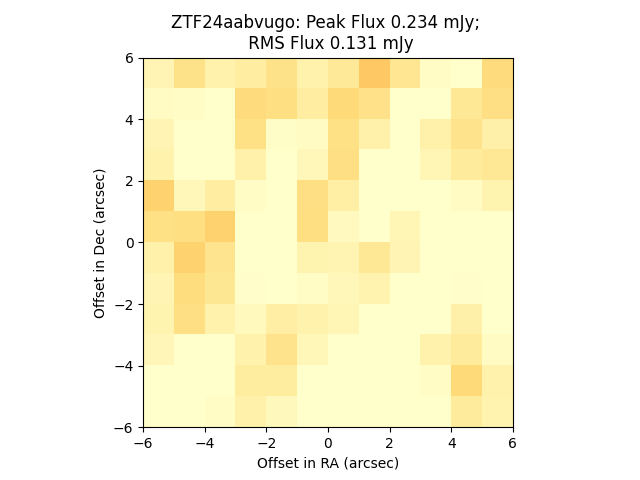 ZTF24aabvugo: Peak Flux 0.234 mJy;
RMS Flux 0.131 mJy
6
4
2
0
−2
−4
−6
Offset in Dec (arcsec)
−6 −4 −2 0 2 4 6
Offset in RA (arcsec)